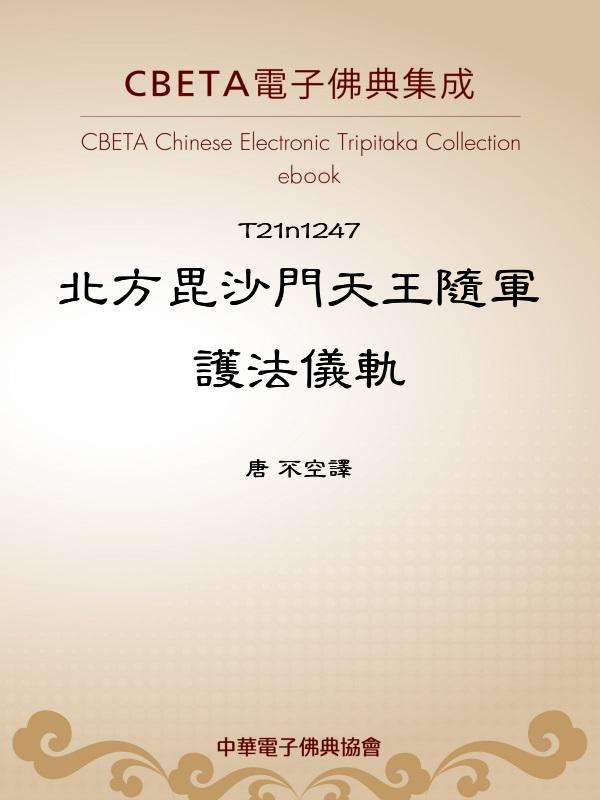 CBETA電子佛典集成
CBETA Chinese Electronic Tripitaka Collection
ebook
T21n1247
北方毘沙門天王隨軍
護法儀軌
唐 不空譯
中華電子佛典協會